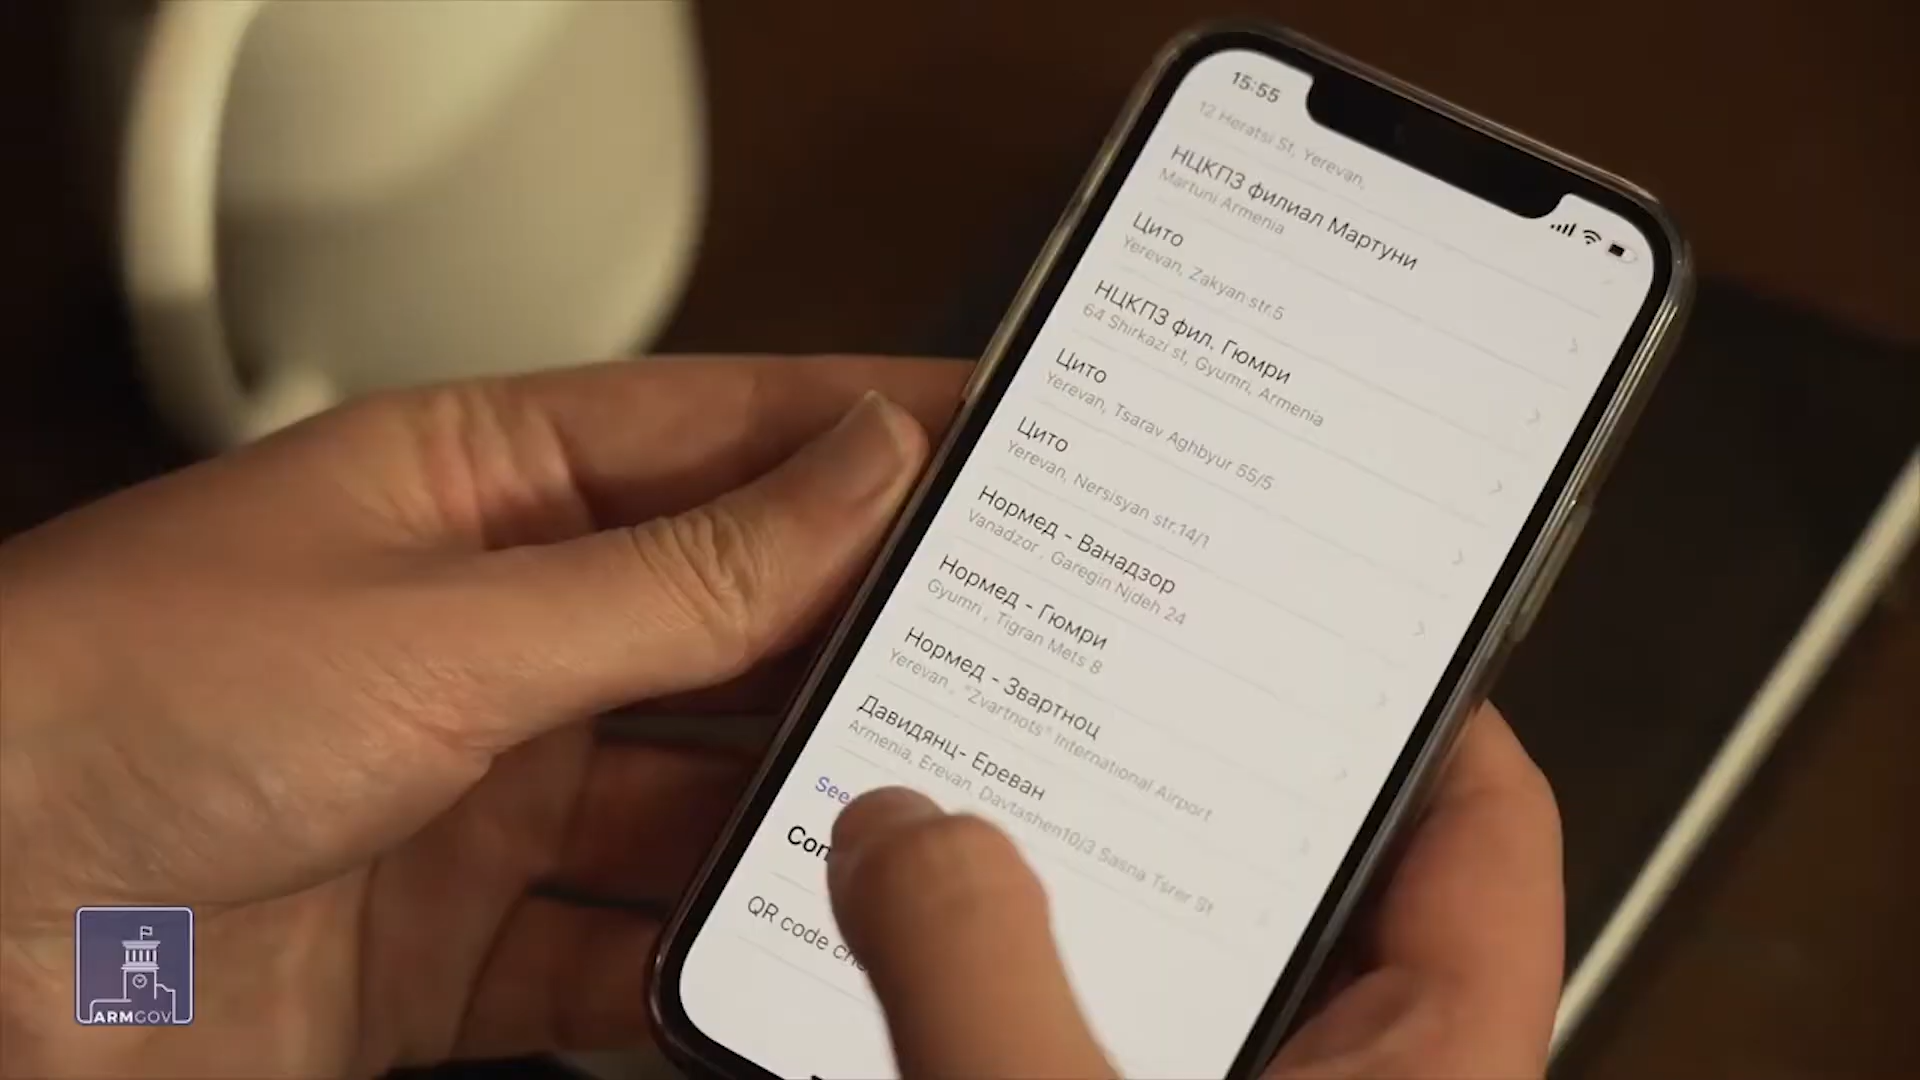 15:55
12 Heratsi St, Yerevan,
НЦКПЗ филиал Мартуни
Martuni Armenia
Цито
Yerevan, Zakyan str.5
НЦКПЗ фил. Гюмри
64 Shirkazi st, Gyumri, Armenia
Цито
Yerevan, Tsarav Aghbyur 55/5
Цито
Yerevan, Nersisyan str.14/1
Нормед - Ванадзор
Vanadzor , Garegin Njdeh 24
Нормед - Гюмри
Gyumri , Tigran Mets 8
Нормед - Звартноц
Yerevan , "Zvartnots" International Airport
Давидянц- Ереван
Armenia, Erevan, Davtashen10/3 Sasna Tsrer St
See
QR code
ARMGOV